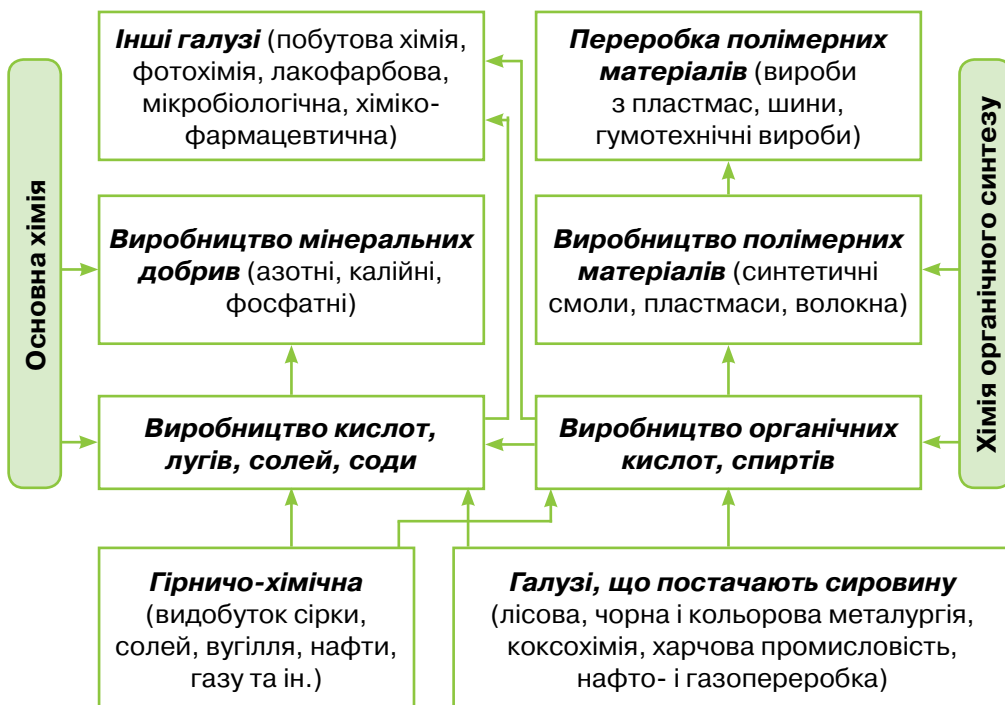 Основна хімія
Інші галузі (побутова хімія,
фотохімія, лакофарбова,
мікробіологічна, хіміко-
фармацевтична)
Переробка полімерних
матеріалів (вироби
з пластмас, шини,
гумотехнічні вироби)
Виробництво мінеральних
добрив (азотні, калійні,
фосфатні)
Виробництво полімерних
матеріалів (синтетичні
смоли, пластмаси, волокна)
Виробництво кислот,
лугів, солей, соди
Виробництво органічних
кислот, спиртів
Гірничо-хімічна
(видобуток сірки,
солей, вугілля, нафти,
газу та ін.)
Галузі, що постачають сировину
(лісова, чорна і кольорова металургія,
коксохімія, харчова промисловість,
нафто- і газопереробка)
Хімія органічного синтезу